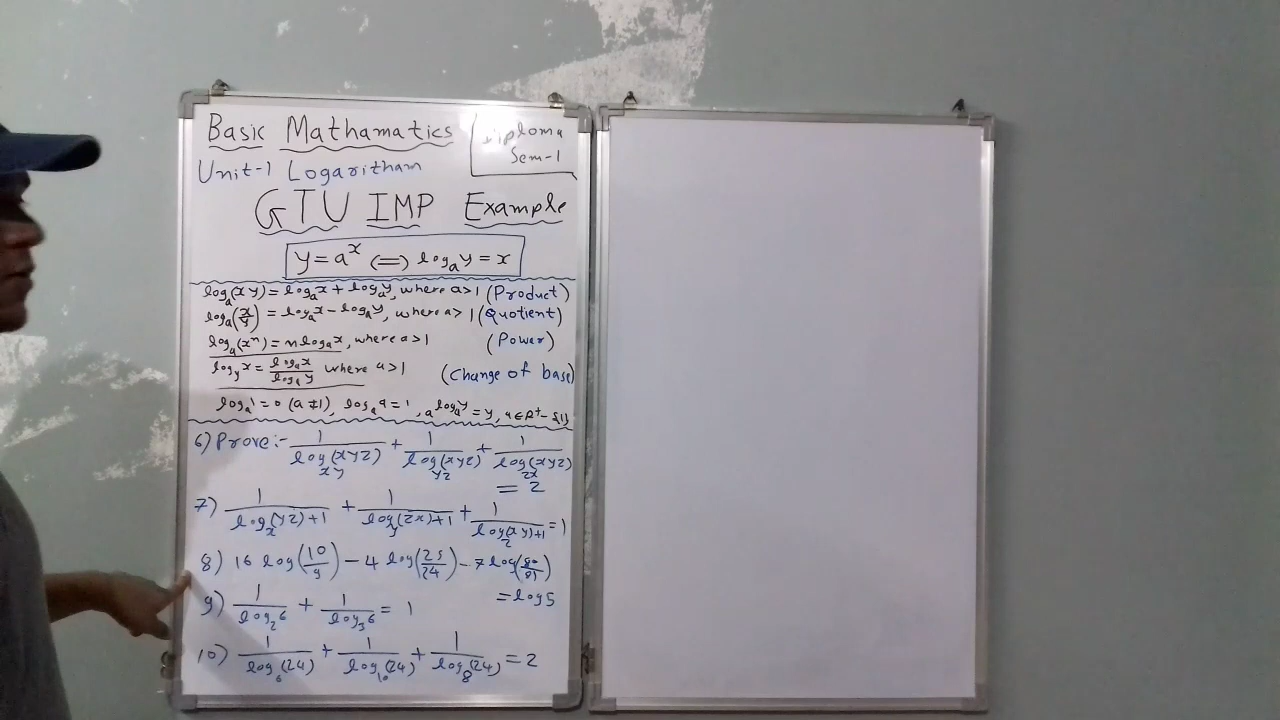 Basic Mathamatics
Diploma
Sem-1
Unit-1 Logaritham
GTU IMP Example
y = a^x <=> log_a y = x
log_a(xy) = log_a x + log_a y, where a>1 (Product)
log_a(x/y) = log_a x - log_a y, where a>1 (Quotient)
log_a(x^n) = n log_a x, where a>1 (Power)
log_y x = log_a x / log_a y where a>1 (Change of base)
log_a 1 = 0 (a≠1), log_a a = 1, a^log_a y = y, a∈R^+ - {1}
6) Prove:- 1/log_xy(xyz) + 1/log_yz(xyz) + 1/log_zx(xyz)
= 2
7) 1/(log_x(yz)+1) + 1/(log_y(zx)+1) + 1/(log_z(xy)+1) = 1
8) 16 log(10/9) - 4 log(25/24) - 7 log(80/81)
= log5
9) 1/log_2 6 + 1/log_3 6 = 1
10) 1/log_6(24) + 1/log_10(24) + 1/log_8(24) = 2